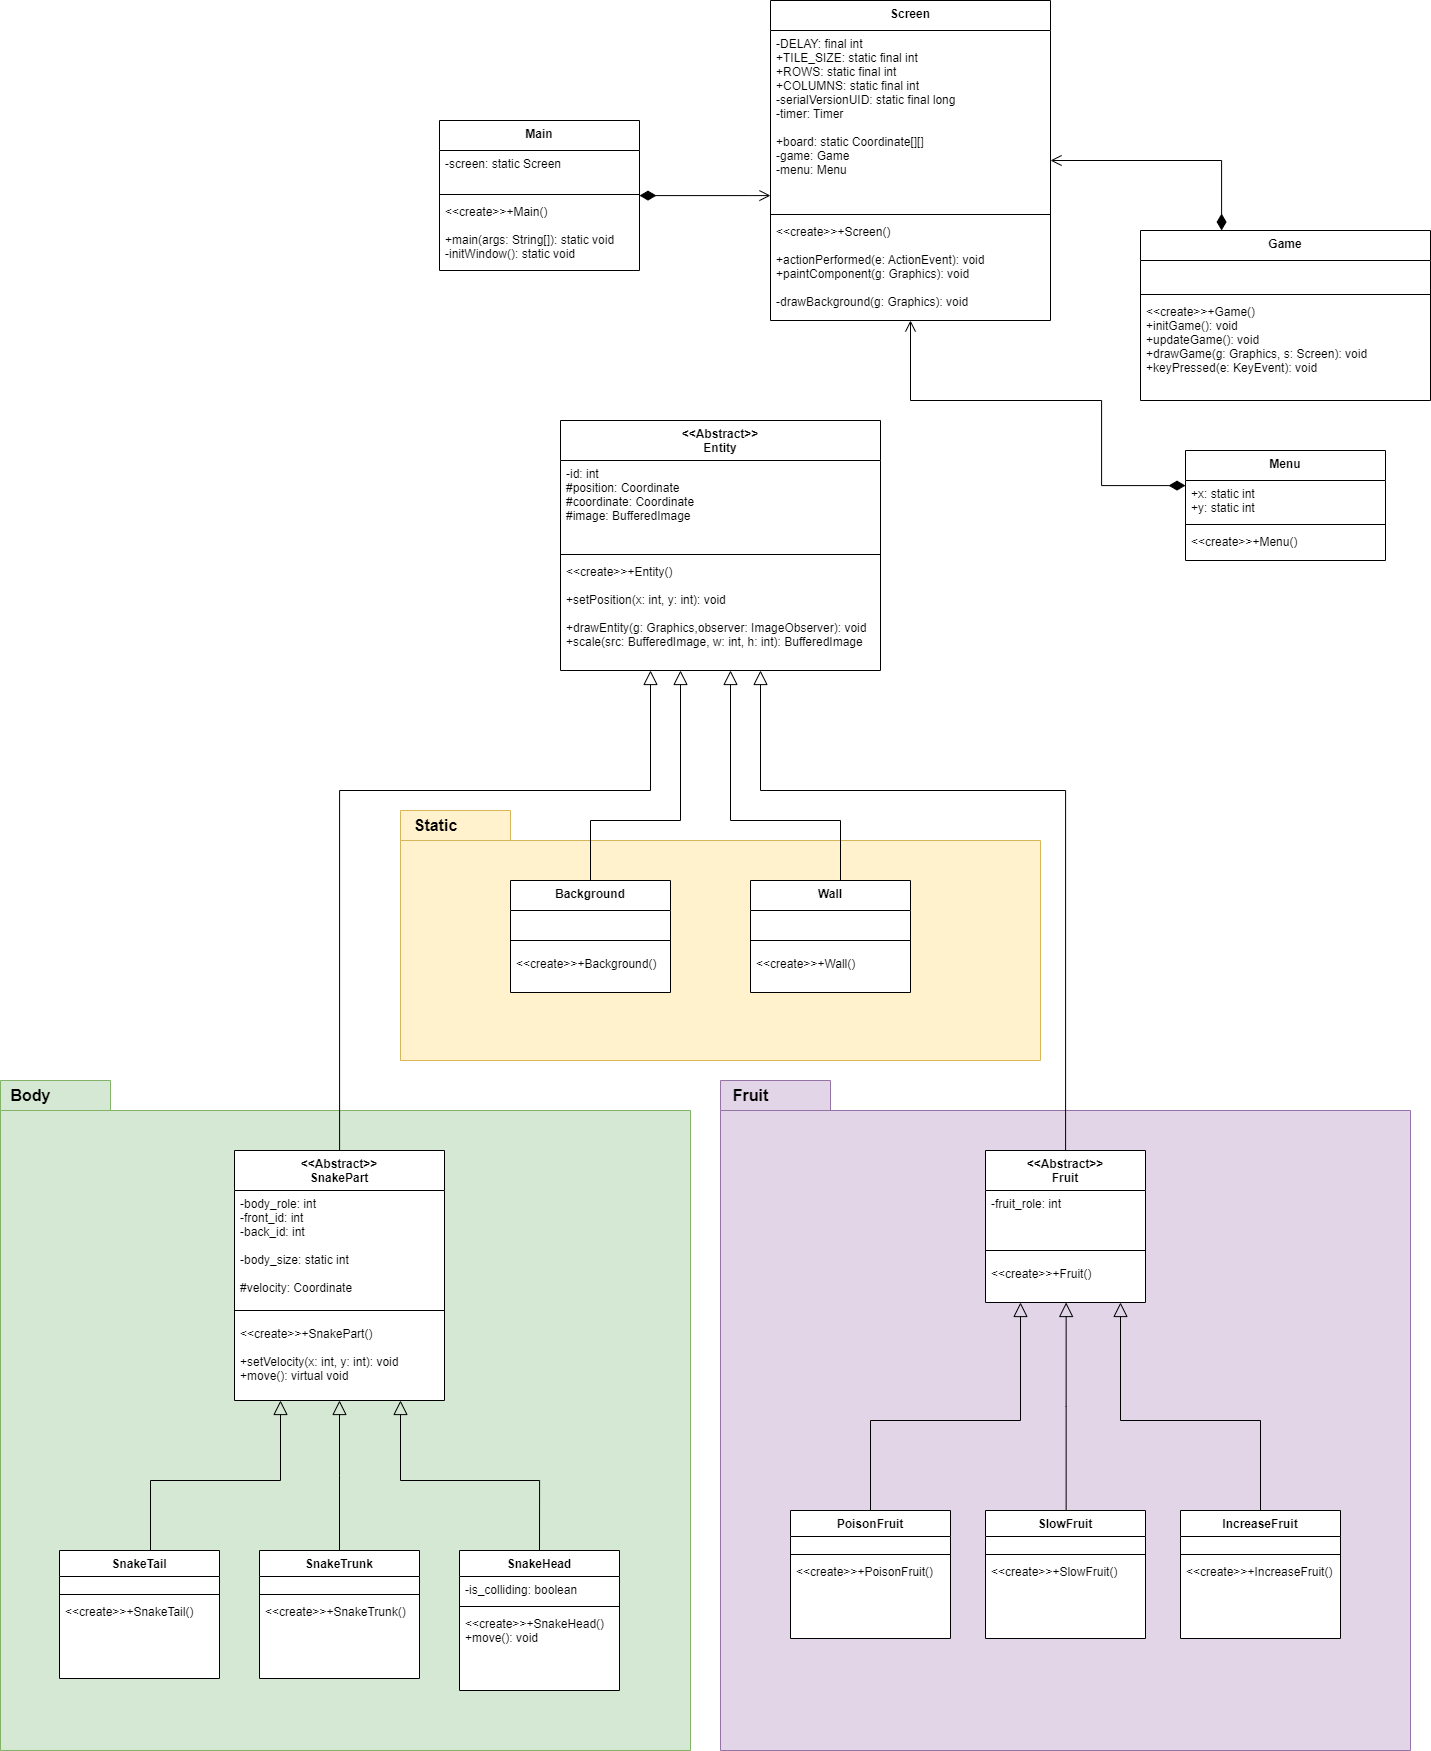 Screen
-DELAY: final int
+TILE_SIZE: static final int
+ROWS: static final int
+COLUMNS: static final int
-serialVersionUID: static final long
-timer: Timer
+board: static Coordinate[][]
-game: Game
-menu: Menu
<<create>>+Screen()
+actionPerformed(e: ActionEvent): void
+paintComponent(g: Graphics): void
-drawBackground(g: Graphics): void
Main
-screen: static Screen
<<create>>+Main()
+main(args: String[]): static void
-initWindow(): static void
Game
<<create>>+Game()
+initGame(): void
+updateGame(): void
+drawGame(g: Graphics, s: Screen): void
+keyPressed(e: KeyEvent): void
<<Abstract>>
Entity
-id: int
#position: Coordinate
#coordinate: Coordinate
#image: BufferedImage
<<create>>+Entity()
+setPosition(x: int, y: int): void
+drawEntity(g: Graphics,observer: ImageObserver): void
+scale(src: BufferedImage, w: int, h: int): BufferedImage
Menu
+x: static int
+y: static int
<<create>>+Menu()
Static
Background
<<create>>+Background()
Wall
<<create>>+Wall()
Body
<<Abstract>>
SnakePart
-body_role: int
-front_id: int
-back_id: int
-body_size: static int
#velocity: Coordinate
<<create>>+SnakePart()
+setVelocity(x: int, y: int): void
+move(): virtual void
SnakeTail
<<create>>+SnakeTail()
SnakeTrunk
<<create>>+SnakeTrunk()
SnakeHead
-is_colliding: boolean
<<create>>+SnakeHead()
+move(): void
Fruit
<<Abstract>>
Fruit
-fruit_role: int
<<create>>+Fruit()
PoisonFruit
<<create>>+PoisonFruit()
SlowFruit
<<create>>+SlowFruit()
IncreaseFruit
<<create>>+IncreaseFruit()